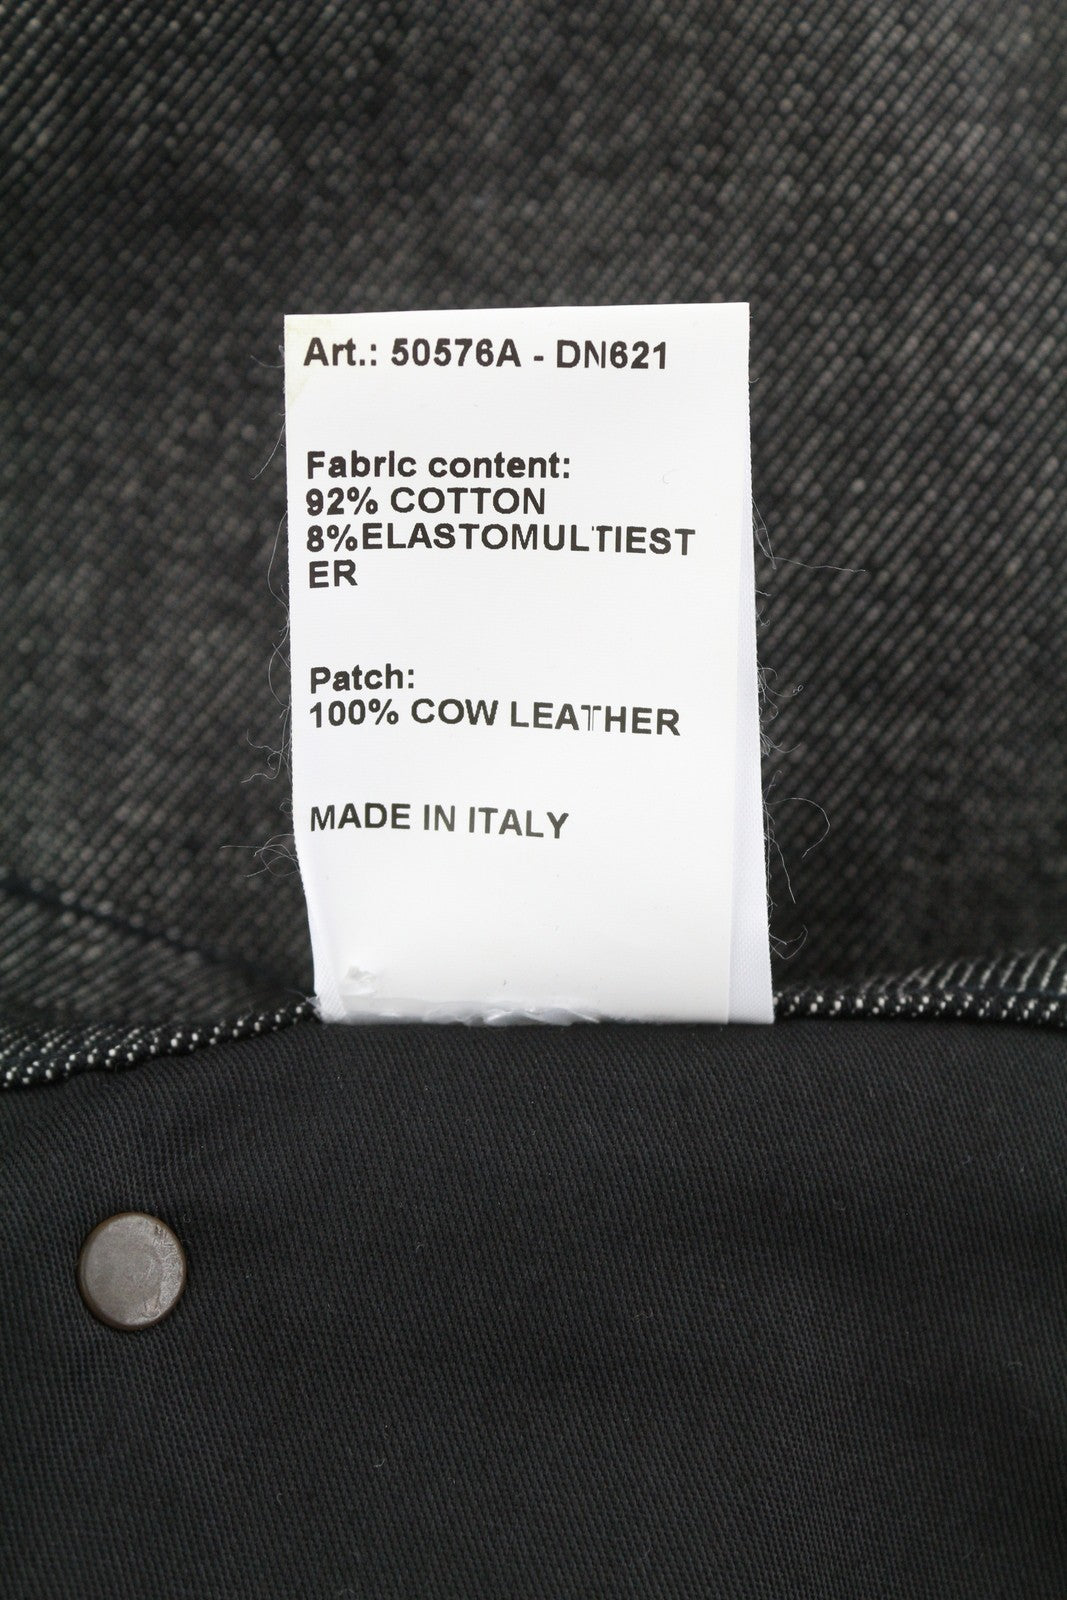 Art.: 50576A - DN621
Fabric content:
92% COTTON
8%ELASTOMULTIEST
ER
Patch:
100% COW LEATHER
MADE IN ITALY